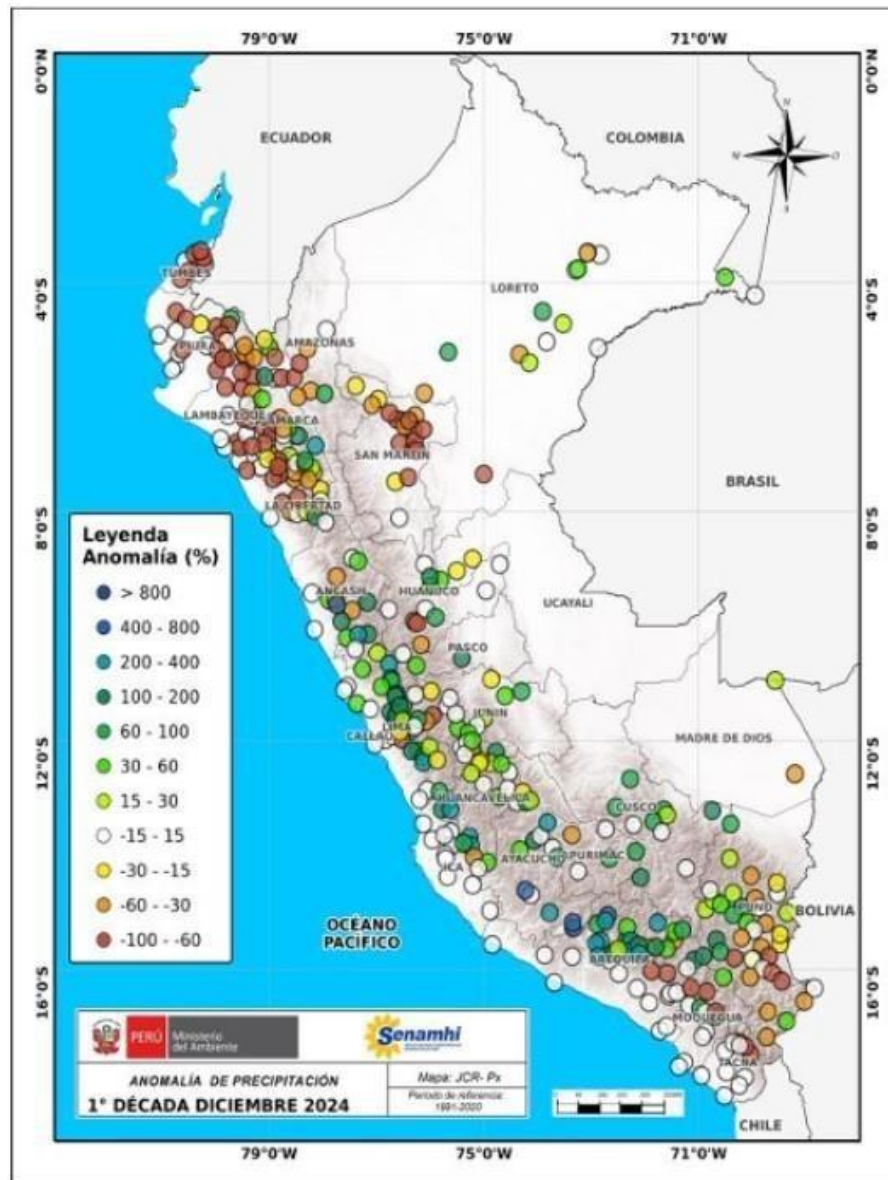 79°0'W 75°0'W 71°0'W
0°0'N
0°0'N
ECUADOR
COLOMBIA
N
O
TUMBES
LORETO
4°0'S
4°0'S
PIURA
AMAZONAS
LAMBAYEQUE
CAJAMARCA
SAN MARTIN
BRASIL
LA LIBERTAD
8°0'S
8°0'S
Leyenda
Anomalía (%)
> 800
400 - 800
200 - 400
100 - 200
60 - 100
30 - 60
15 - 30
-15 - 15
-30 - -15
-60 - -30
-100 - -60
ANCASH
HUANUCO
UCAYALI
PASCO
JUNIN
LIMA
CALLAO
12°0'S
12°0'S
MADRE DE DIOS
HUANCAVELICA
CUSCO
ICA
AYACUCHO
APURIMAC
PUNO
BOLIVIA
OCÉANO
PACÍFICO
AREQUIPA
16°0'S
16°0'S
MOQUEGUA
TACNA
CHILE
PERÚ
Ministerio
del Ambiente
Senamhi
ANOMALÍA DE PRECIPITACIÓN
1° DÉCADA DICIEMBRE 2024
Mapa: JCR- Px
Período de referencia:
1991-2020
79°0'W 75°0'W 71°0'W